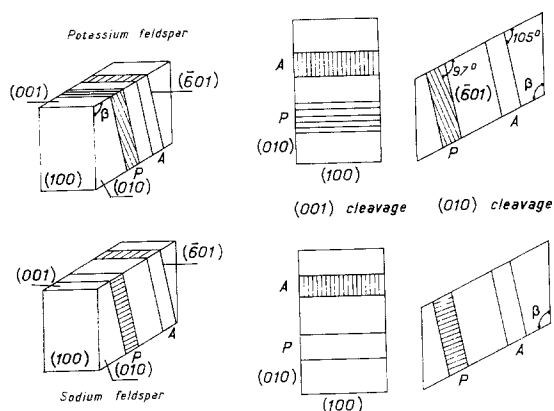 Potassium feldspar
(001)
(6̄01)
β
(100)
(010)
P
A
A
P
(010)
(100)
(001) cleavage
97°
105°
(6̄01)
β
P
A
(010) cleavage
(001)
(6̄01)
(100)
(010)
P
A
Sodium feldspar
A
P
(010)
(100)
β
P
A